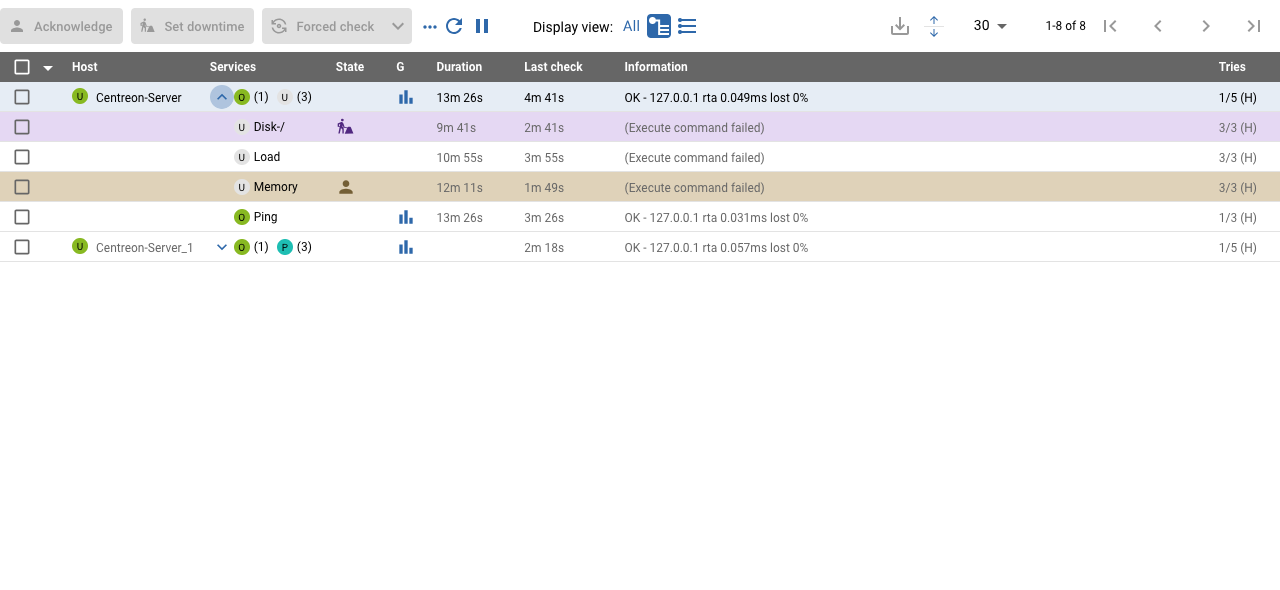 Acknowledge Set downtime Forced check Display view: All 30 1-8 of 8
Host Services State G Duration Last check Information Tries
U Centreon-Server O (1) U (3) 13m 26s 4m 41s OK - 127.0.0.1 rta 0.049ms lost 0% 1/5 (H)
U Disk-/ 9m 41s 2m 41s (Execute command failed) 3/3 (H)
U Load 10m 55s 3m 55s (Execute command failed) 3/3 (H)
U Memory 12m 11s 1m 49s (Execute command failed) 3/3 (H)
O Ping 13m 26s 3m 26s OK - 127.0.0.1 rta 0.031ms lost 0% 1/3 (H)
U Centreon-Server_1 O (1) P (3) 2m 18s OK - 127.0.0.1 rta 0.057ms lost 0% 1/5 (H)